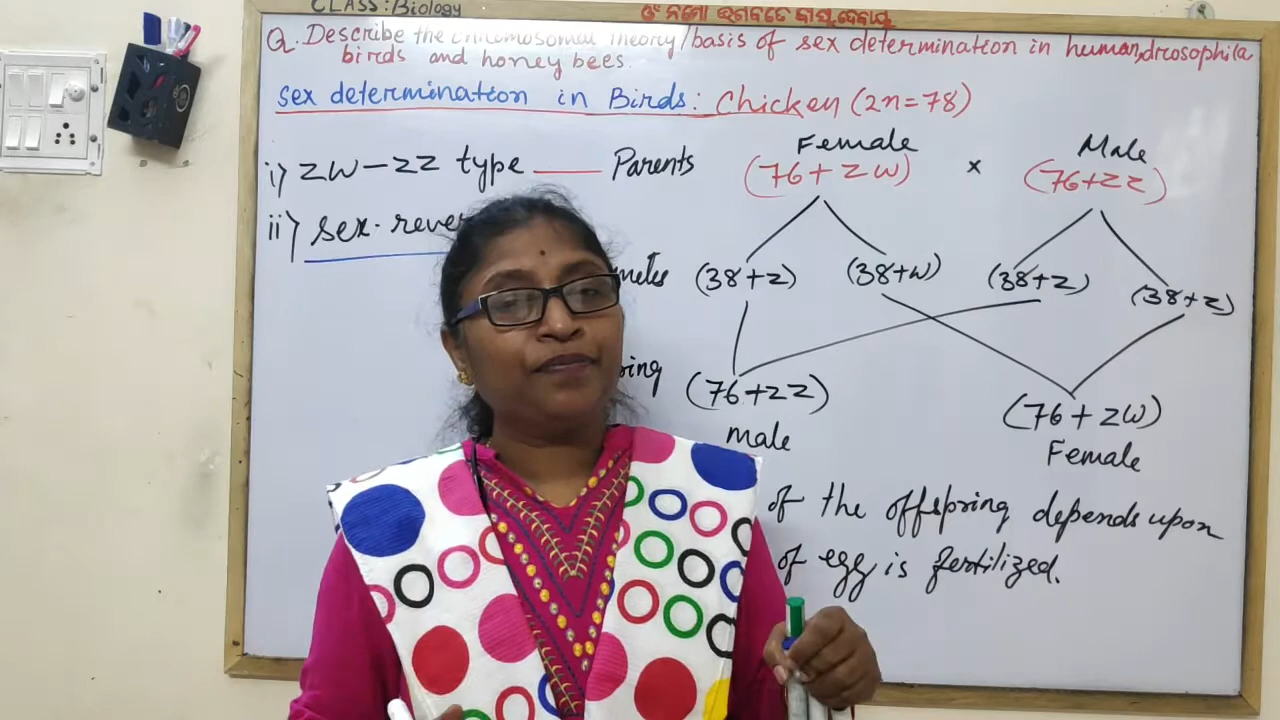 CLASS: Biology
ଓଁ ନମୋ ଭଗବତେ ବାସୁଦେବାୟ
Q. Describe the chromosomal theory/basis of sex determination in human, drosophila
birds and honey bees.
sex determination in Birds: Chicken (2n=78)
i) ZW-ZZ type —— Parents
Female
(76+ZW)
x
Male
(76+ZZ)
ii) sex-rever
(38+z)
(38+w)
(38+z)
(38+z)
(76+ZZ)
male
(76+ZW)
Female
of the offspring depends upon
of egg is fertilized.